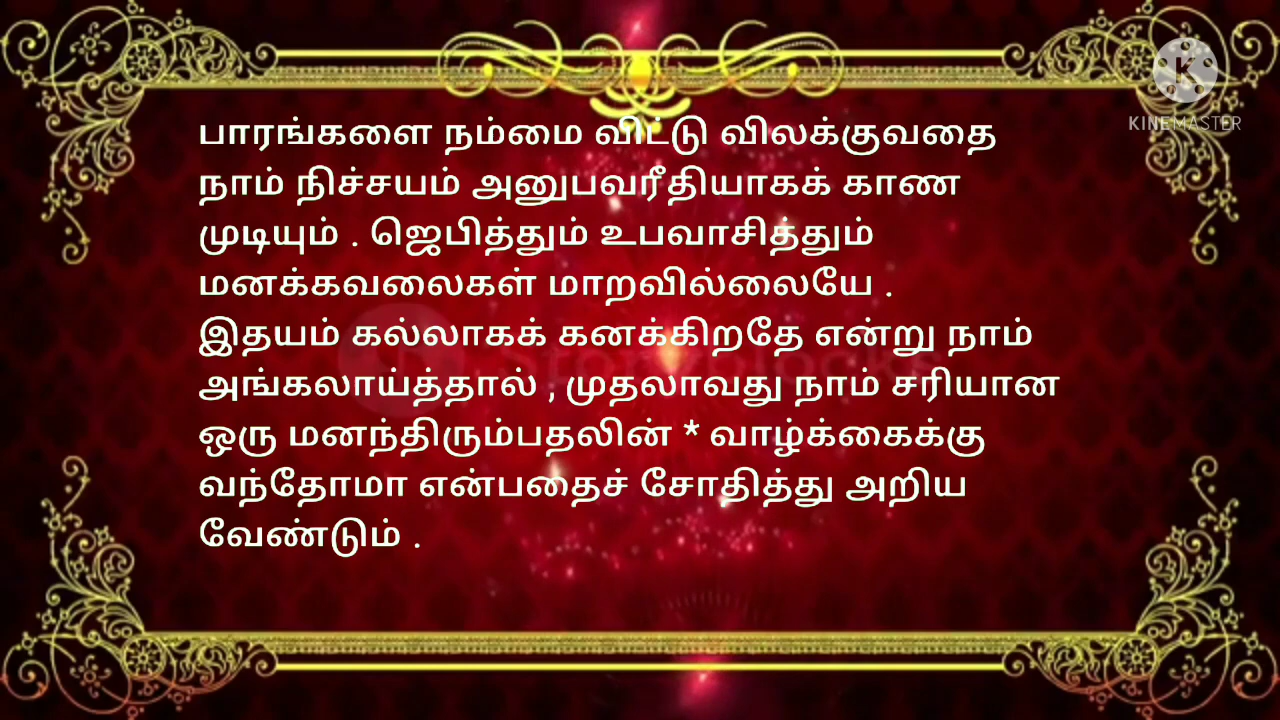 பாரங்களை நம்மை விட்டு விலக்குவதை
நாம் நிச்சயம் அனுபவரீதியாகக் காண
முடியும் . ஜெபித்தும் உபவாசித்தும்
மனக்கவலைகள் மாறவில்லையே .
இதயம் கல்லாகக் கனக்கிறதே என்று நாம்
அங்கலாய்த்தால் , முதலாவது நாம் சரியான
ஒரு மனந்திரும்பதலின் * வாழ்க்கைக்கு
வந்தோமா என்பதைச் சோதித்து அறிய
வேண்டும் .
K
KINEMASTER